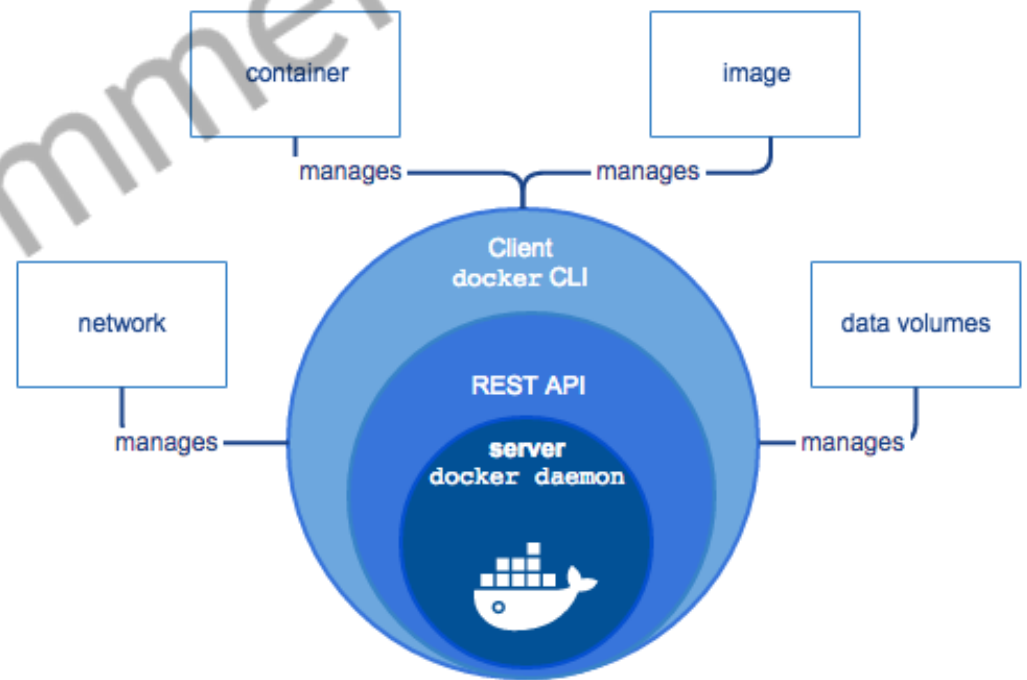 container
image
manages
manages
Client
docker CLI
network
data volumes
REST API
manages
manages
server
docker daemon